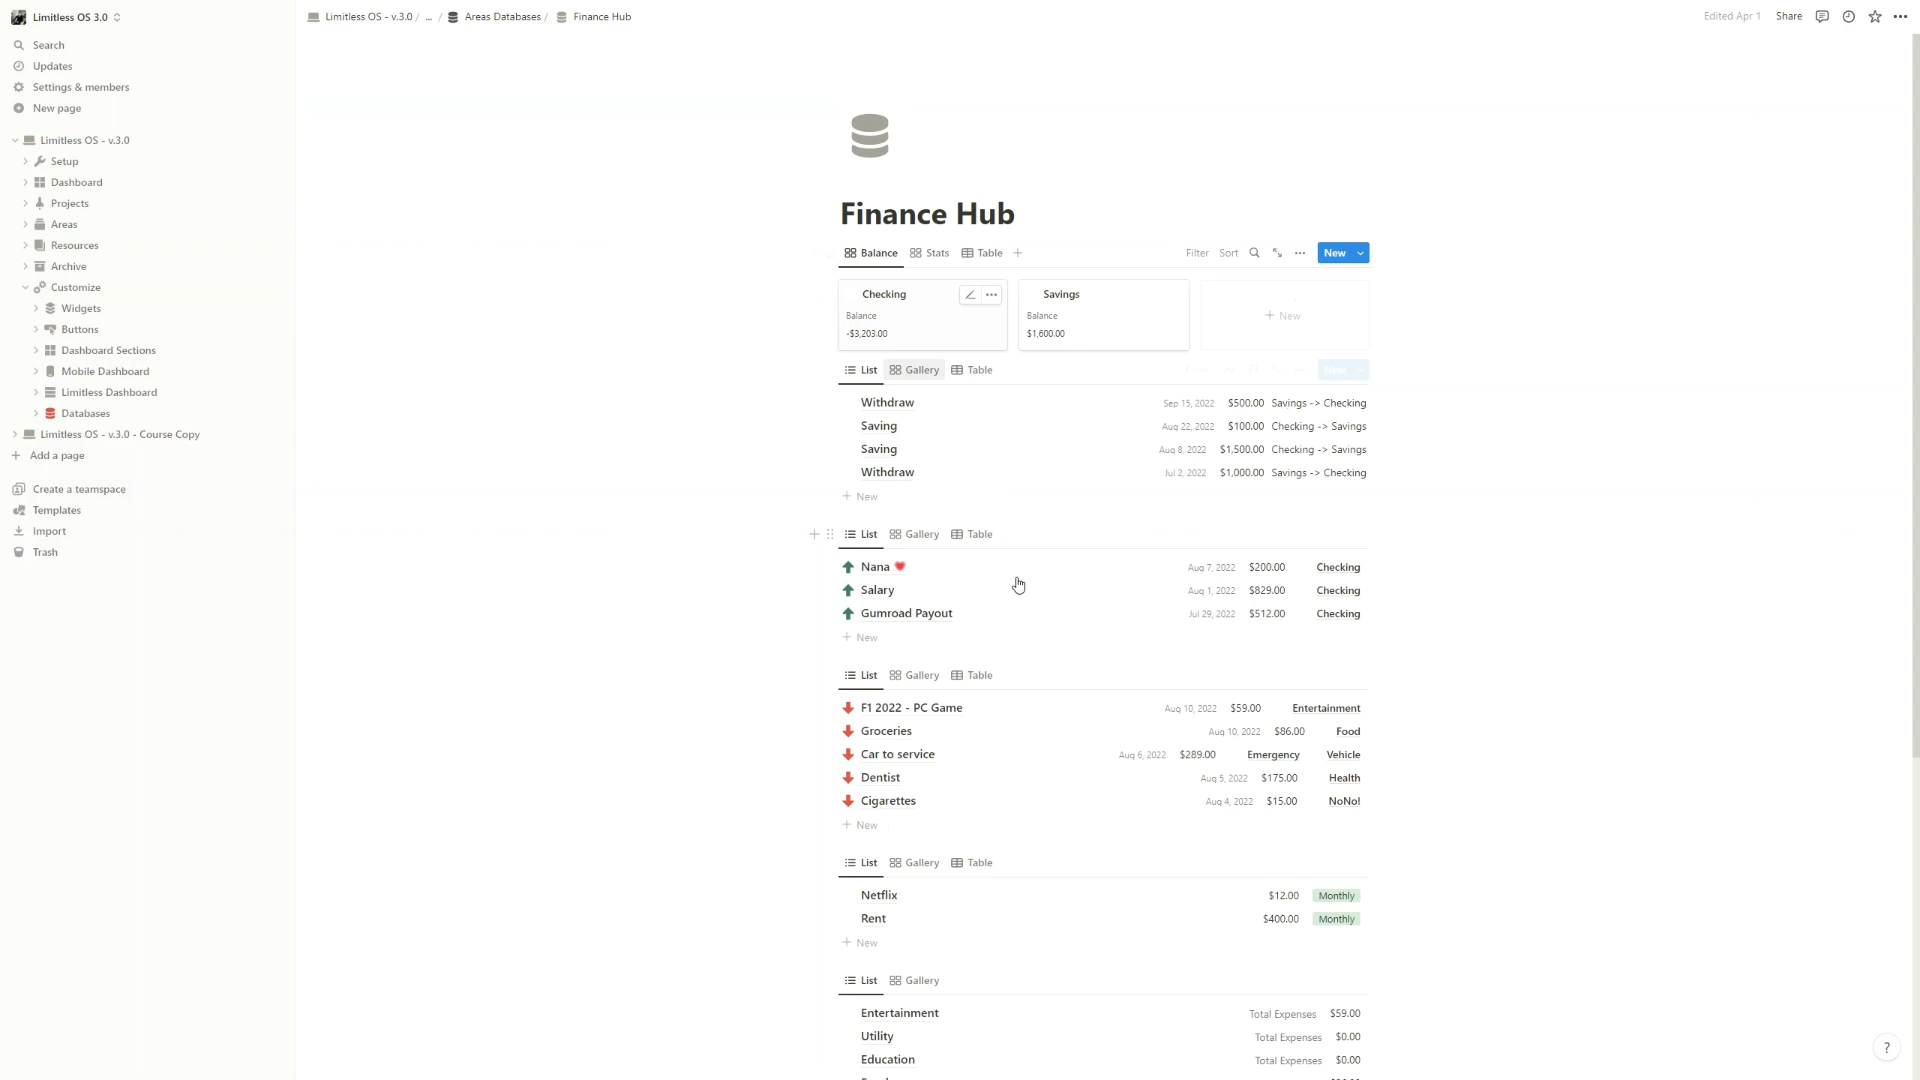 Limitless OS 3.0
Limitless OS - v.3.0 / ... / Areas Databases / Finance Hub
Edited Apr 1 Share
Search
Updates
Settings & members
New page
Limitless OS - v.3.0
Setup
Dashboard
Projects
Areas
Resources
Archive
Customize
Widgets
Buttons
Dashboard Sections
Mobile Dashboard
Limitless Dashboard
Databases
Limitless OS - v.3.0 - Course Copy
Add a page
Create a teamspace
Templates
Import
Trash
Finance Hub
Balance Stats Table
Filter Sort New
Checking
Balance
-$3,203.00
Savings
Balance
$1,600.00
New
List Gallery Table New
Withdraw Sep 15, 2022 $500.00 Savings -> Checking
Saving Aug 22, 2022 $100.00 Checking -> Savings
Saving Aug 8, 2022 $1,500.00 Checking -> Savings
Withdraw Jul 2, 2022 $1,000.00 Savings -> Checking
New
List Gallery Table
Nana Aug 7, 2022 $200.00 Checking
Salary Aug 1, 2022 $829.00 Checking
Gumroad Payout Jul 29, 2022 $512.00 Checking
New
List Gallery Table
F1 2022 - PC Game Aug 10, 2022 $59.00 Entertainment
Groceries Aug 10, 2022 $86.00 Food
Car to service Aug 6, 2022 $289.00 Emergency Vehicle
Dentist Aug 5, 2022 $175.00 Health
Cigarettes Aug 4, 2022 $15.00 NoNo!
New
List Gallery Table
Netflix $12.00 Monthly
Rent $400.00 Monthly
New
List Gallery
Entertainment Total Expenses $59.00
Utility Total Expenses $0.00
Education Total Expenses $0.00
?